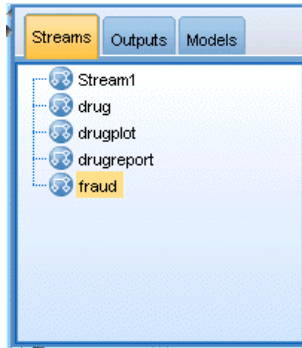 Streams Outputs Models
Stream1
drug
drugplot
drugreport
fraud